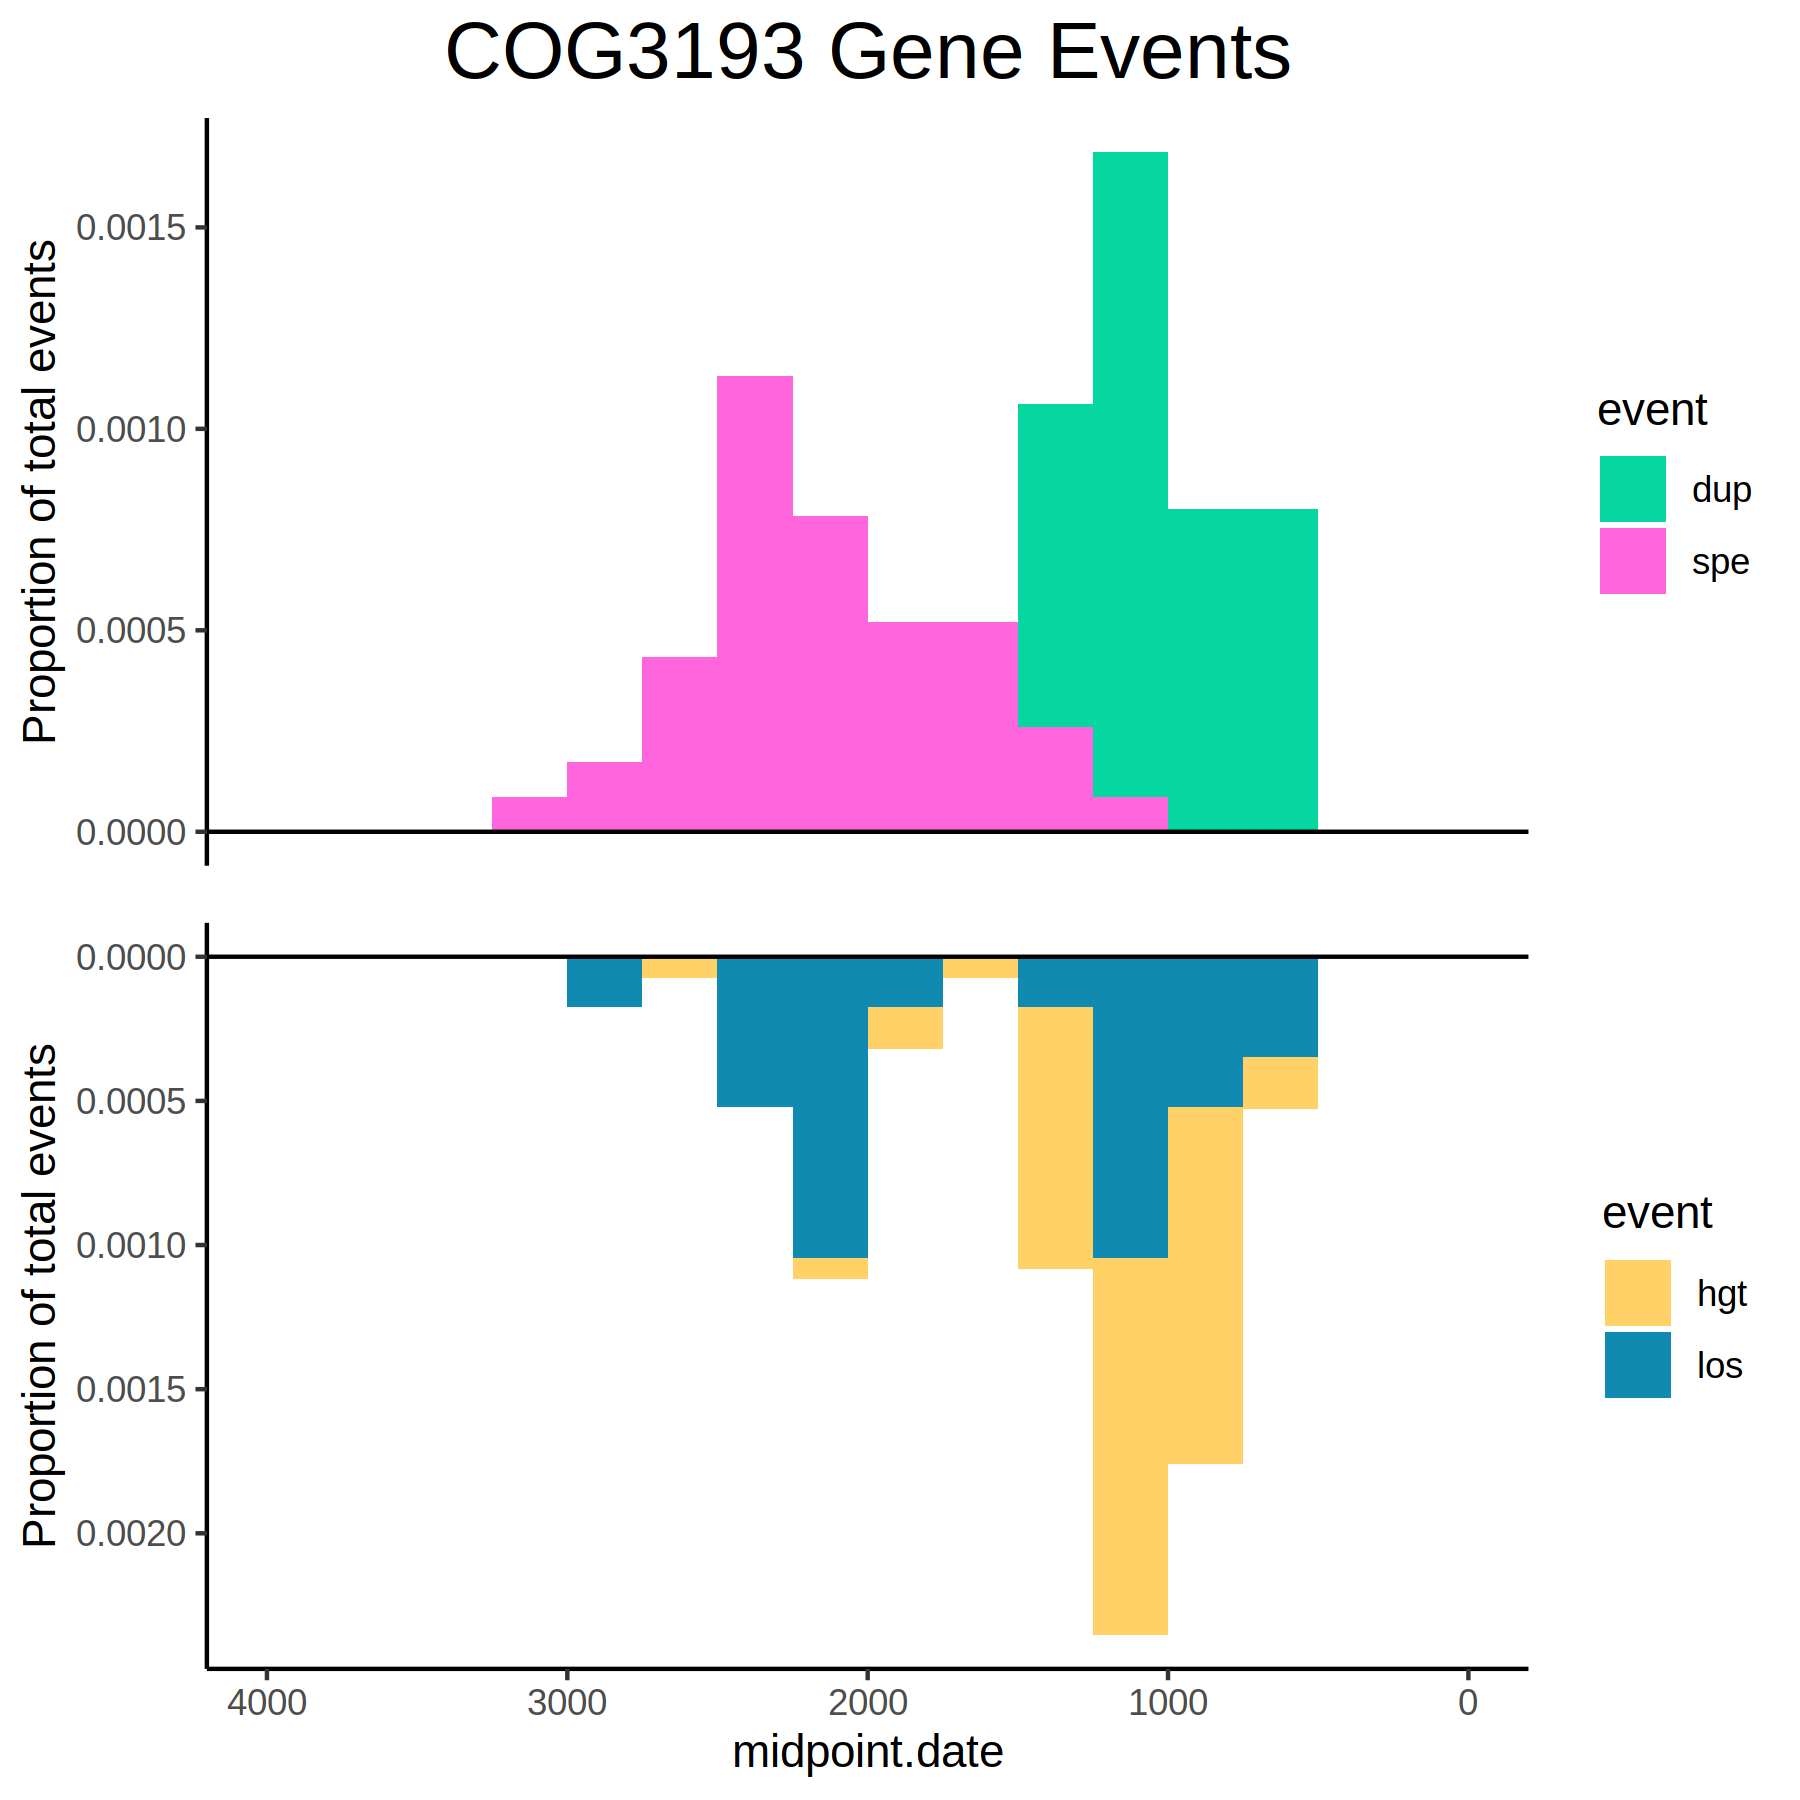 COG3193 Gene Events
Proportion of total events
0.0015
0.0010
0.0005
0.0000
event
dup
spe
Proportion of total events
0.0000
0.0005
0.0010
0.0015
0.0020
event
hgt
los
4000 3000 2000 1000 0
midpoint.date